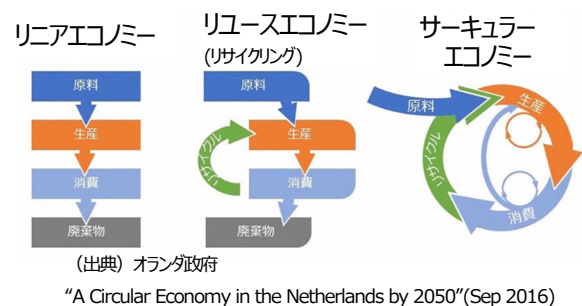 リニアエコノミー
原料
生産
消費
廃棄物
リユースエコノミー
(リサイクリング)
原料
生産
リサイクル
消費
廃棄物
サーキュラー
エコノミー
原料
生産
リサイクル
消費
（出典）オランダ政府
“A Circular Economy in the Netherlands by 2050”(Sep 2016)